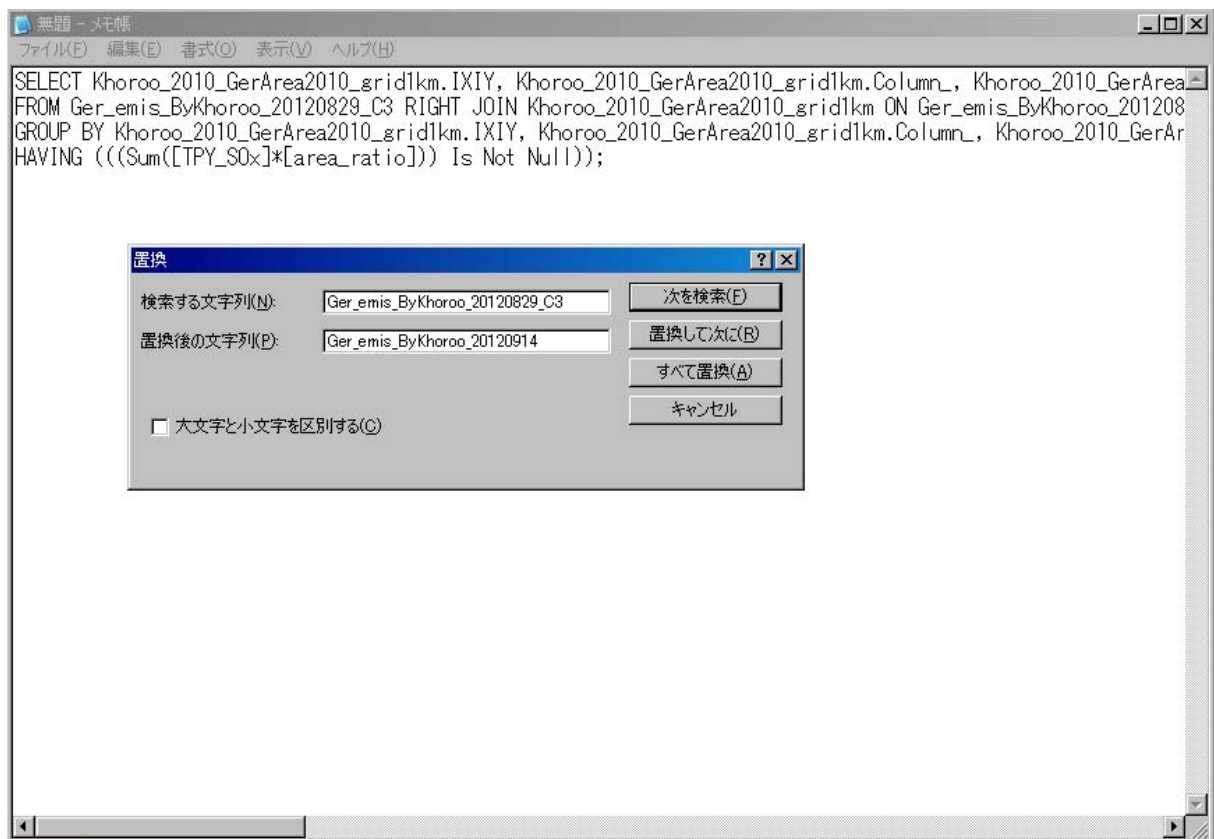 無題 - メモ帳
ファイル(F) 編集(E) 書式(O) 表示(V) ヘルプ(H)
SELECT Khoroo_2010_GerArea2010_grid1km.IXIY, Khoroo_2010_GerArea2010_grid1km.Column_, Khoroo_2010_GerArea
FROM Ger_emis_ByKhoroo_20120829_C3 RIGHT JOIN Khoroo_2010_GerArea2010_grid1km ON Ger_emis_ByKhoroo_201208
GROUP BY Khoroo_2010_GerArea2010_grid1km.IXIY, Khoroo_2010_GerArea2010_grid1km.Column_, Khoroo_2010_GerAr
HAVING (((Sum([TPY_SOx]*[area_ratio])) Is Not Null));
置換
検索する文字列(N): Ger_emis_ByKhoroo_20120829_C3 次を検索(F)
置換後の文字列(P): Ger_emis_ByKhoroo_20120914 置換して次に(R)
すべて置換(A)
キャンセル
大文字と小文字を区別する(C)